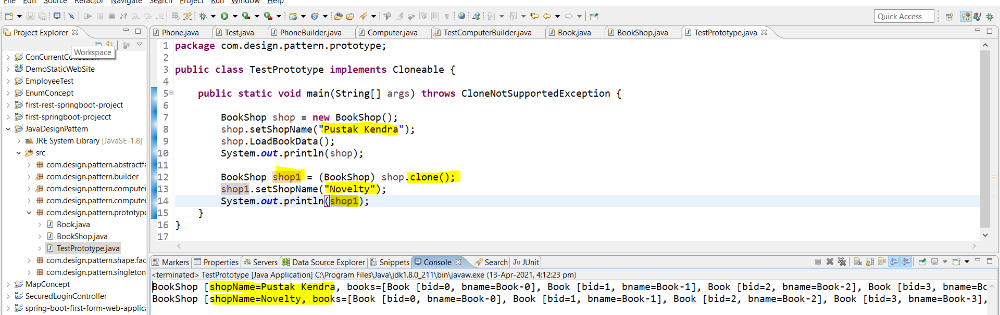 File Edit Source Refactor Navigate Search Project Run Window Help
Quick Access
Project Explorer
Workspace
ConCurrentCollection
DemoStaticWebSite
EmployeeTest
EnumConcept
first-rest-springboot-project
first-springboot-projecct
JavaDesignPattern
JRE System Library [JavaSE-1.8]
src
com.design.pattern.abstractfa
com.design.pattern.builder
com.design.pattern.computer
com.design.pattern.computer
com.design.pattern.prototype
Book.java
BookShop.java
TestPrototype.java
com.design.pattern.shape.fac
com.design.pattern.singleton
MapConcept
SecuredLoginController
spring-boot-first-form-web-applica
Phone.java Test.java PhoneBuilder.java Computer.java TestComputerBuilder.java Book.java BookShop.java TestPrototype.java
1 package com.design.pattern.prototype;
2
3 public class TestPrototype implements Cloneable {
4
5 public static void main(String[] args) throws CloneNotSupportedException {
6
7 BookShop shop = new BookShop();
8 shop.setShopName("Pustak Kendra");
9 shop.LoadBookData();
10 System.out.println(shop);
11
12 BookShop shop1 = (BookShop) shop.clone();
13 shop1.setShopName("Novelty");
14 System.out.println(shop1);
15 }
16 }
17
Markers Properties Servers Data Source Explorer Snippets Console Search JUnit
<terminated> TestPrototype [Java Application] C:\Program Files\Java\jdk1.8.0_211\bin\javaw.exe (13-Apr-2021, 4:12:23 pm)
BookShop [shopName=Pustak Kendra, books=[Book [bid=0, bname=Book-0], Book [bid=1, bname=Book-1], Book [bid=2, bname=Book-2], Book [bid=3, bname=Bo
BookShop [shopName=Novelty, books=[Book [bid=0, bname=Book-0], Book [bid=1, bname=Book-1], Book [bid=2, bname=Book-2], Book [bid=3, bname=Book-3],